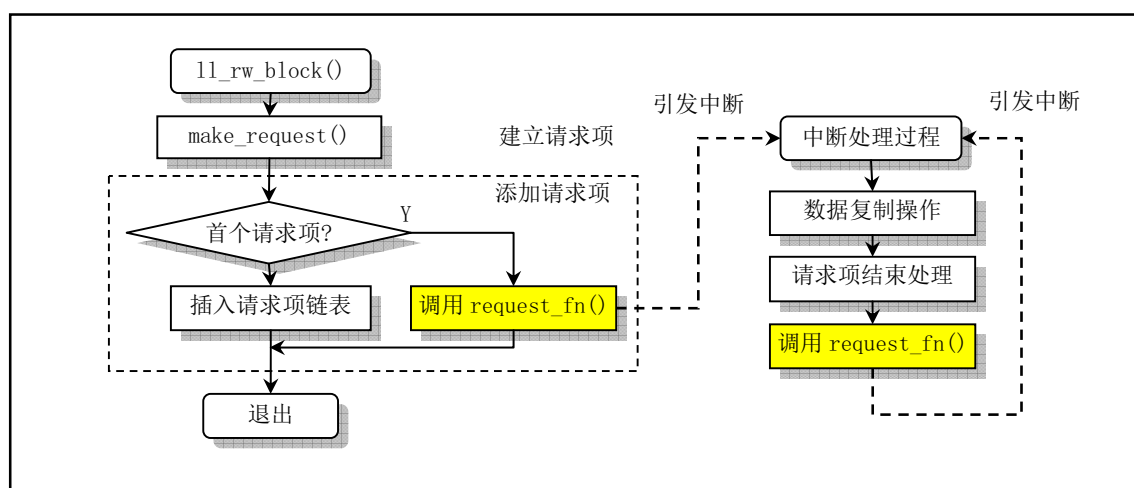 ll_rw_block()
make_request()
建立请求项
添加请求项
首个请求项?
Y
插入请求项链表
调用 request_fn()
退出
引发中断
引发中断
中断处理过程
数据复制操作
请求项结束处理
调用 request_fn()